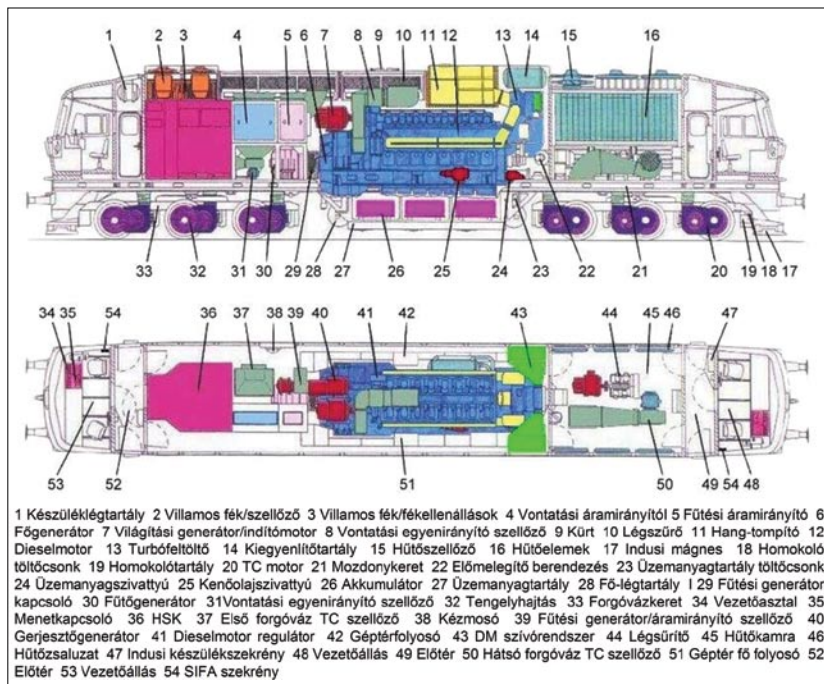 1 2 3 4 5 6 7 8 9 10 11 12 13 14 15 16
33 32 31 30 29 28 27 26 25 24 23 22 21 20 19 18 17
34 35 54 36 37 38 39 40 41 42 43 44 45 46 47
53 52 51 50 49 54 48
1 Készüléklégtartály 2 Villamos fék/szellőző 3 Villamos fék/fékellenállások 4 Vontatási áramirányítól 5 Fűtési áramirányító 6
Főgenerátor 7 Világítási generátor/indítómotor 8 Vontatási egyenirányító szellőző 9 Kürt 10 Légszűrő 11 Hang-tompító 12
Dieselmotor 13 Turbófeltöltő 14 Kiegyenlítőtartály 15 Hűtőszellőző 16 Hűtőelemek 17 Indusi mágnes 18 Homokoló
töltőcsonk 19 Homokolótartály 20 TC motor 21 Mozdonykeret 22 Előmelegítő berendezés 23 Üzemanyagtartály töltőcsonk
24 Üzemanyagszivattyú 25 Kenőolajszivattyú 26 Akkumulátor 27 Üzemanyagtartály 28 Fő-légtartály I 29 Fűtési generátor
kapcsoló 30 Fűtőgenerátor 31Vontatási egyenirányító szellőző 32 Tengelyhajtás 33 Forgóvázkeret 34 Vezetőasztal 35
Menetkapcsoló 36 HSK 37 Első forgóváz TC szellőző 38 Kézmosó 39 Fűtési generátor/áramirányító szellőző 40
Gerjesztőgenerátor 41 Dieselmotor regulátor 42 Géptérfolyosó 43 DM szívórendszer 44 Légsűrítő 45 Hűtőkamra 46
Hűtőzsaluzat 47 Indusi készülékszekrény 48 Vezetőállás 49 Előtér 50 Hátsó forgóváz TC szellőző 51 Géptér fő folyosó 52
Előtér 53 Vezetőállás 54 SIFA szekrény